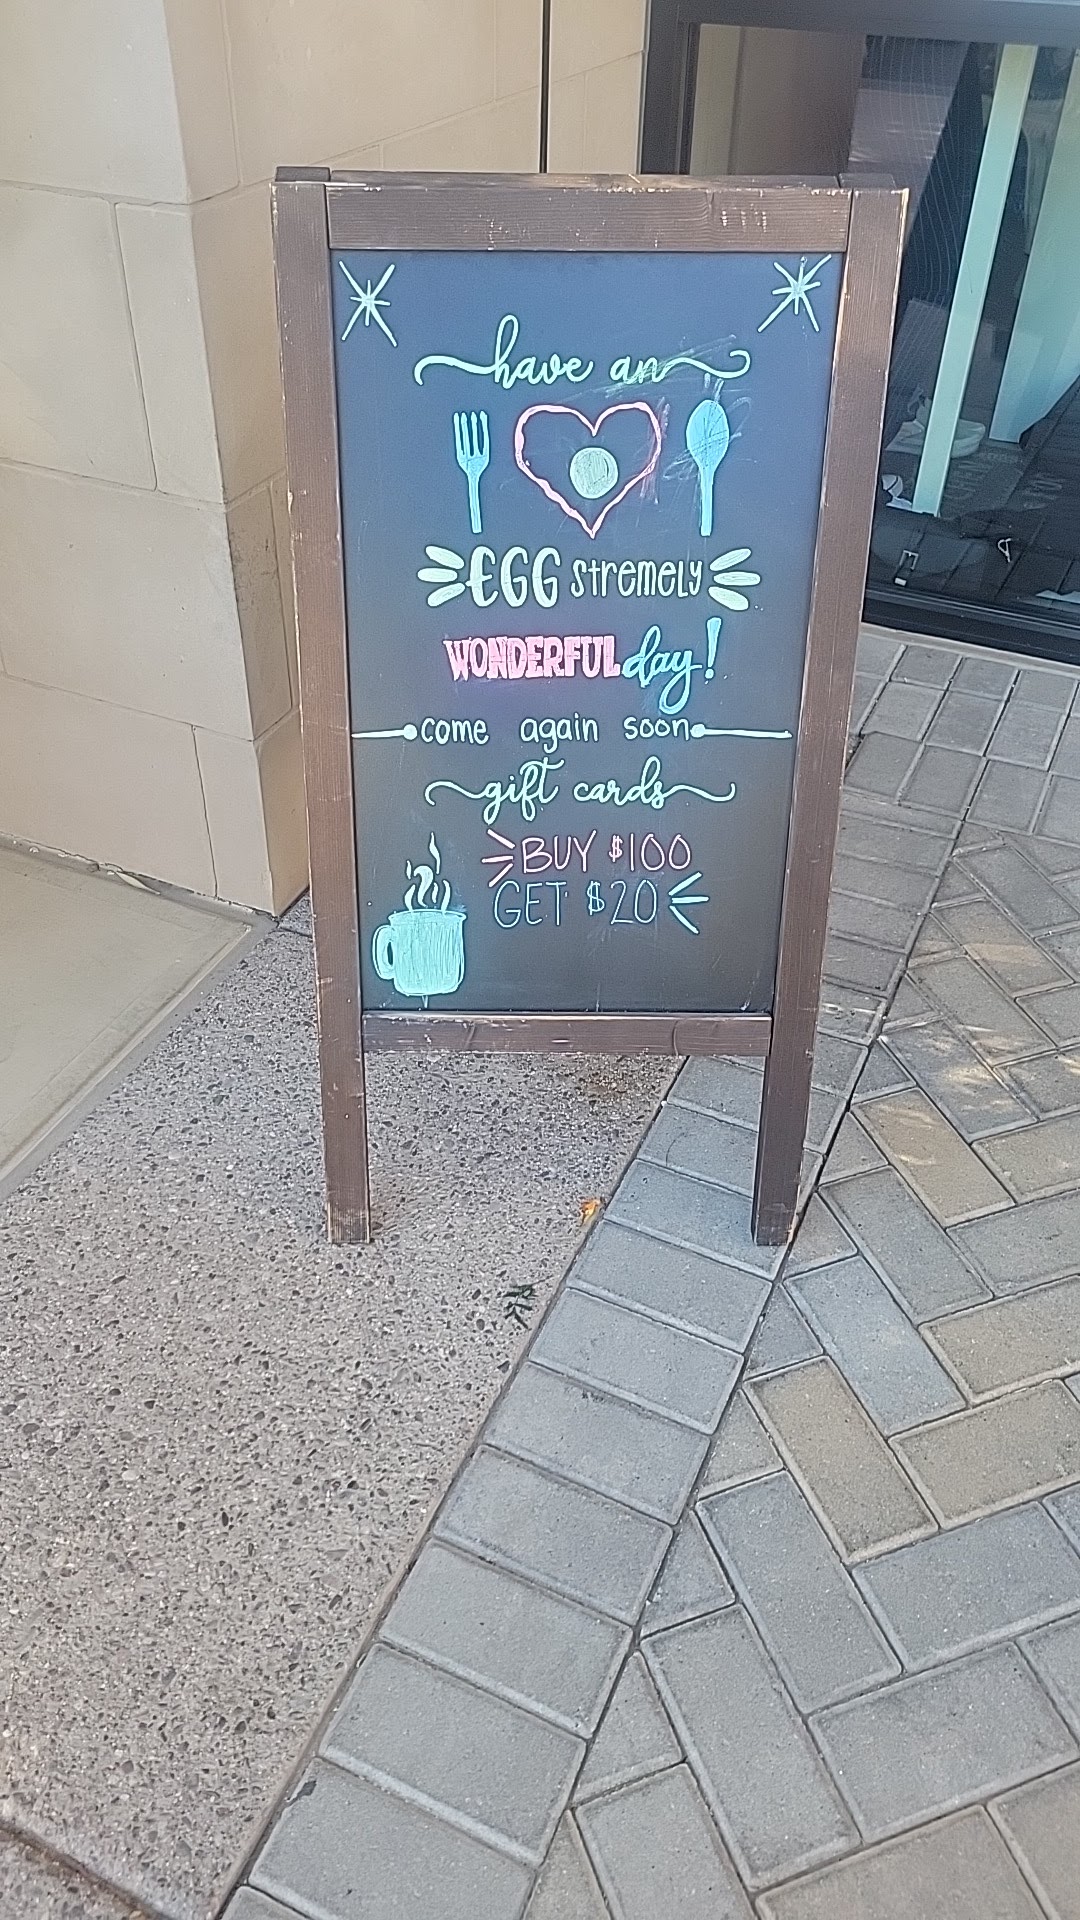 have an
EGG stremely
WONDERFUL day!
come again soon
gift cards
BUY $100
GET $20